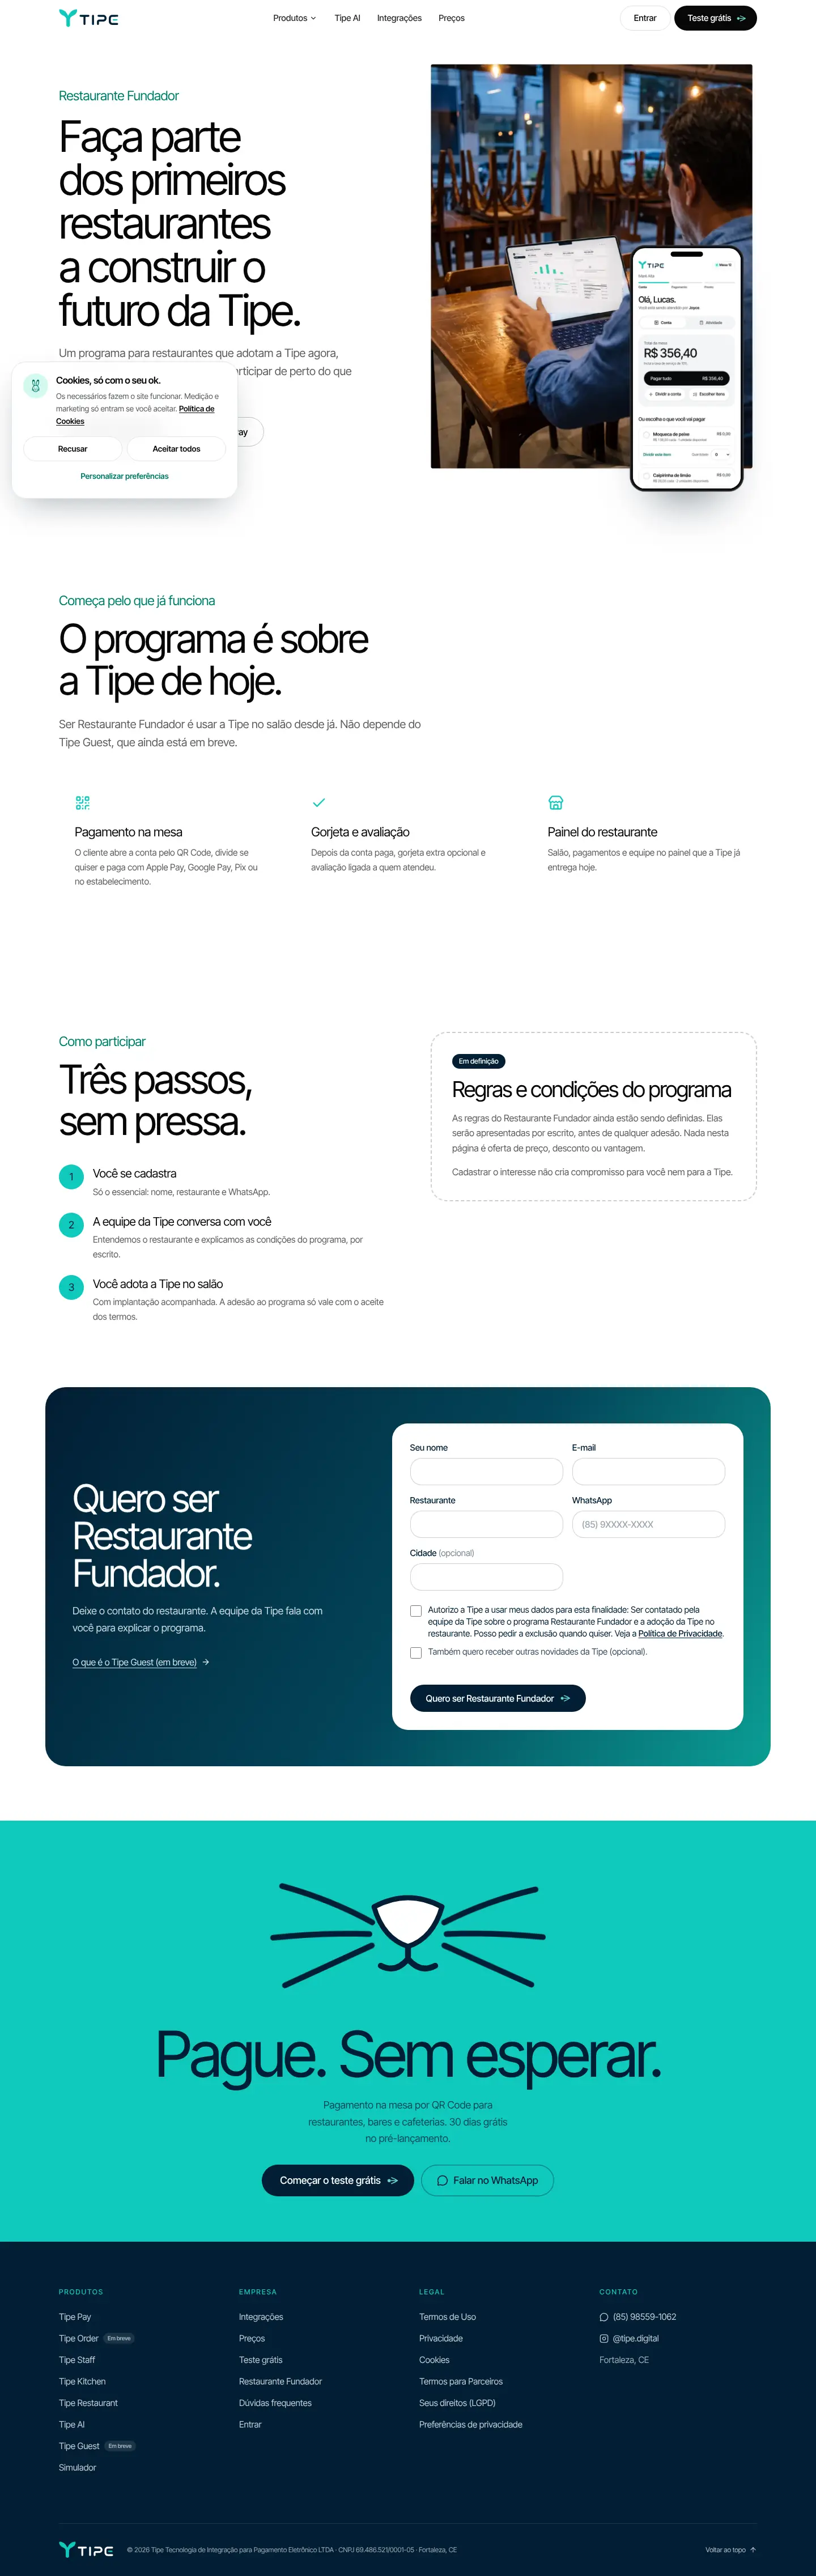 TIPE
Produtos
Tipe AI
Integrações
Preços
Entrar
Teste grátis
Restaurante Fundador
Faça parte
dos primeiros
restaurantes
a construir o
futuro da Tipe.
Um programa para restaurantes que adotam a Tipe agora,
articipar de perto do que
ay
Cookies, só com o seu ok.
Os necessários fazem o site funcionar. Medição e
marketing só entram se você aceitar. Política de
Cookies
Recusar
Aceitar todos
Personalizar preferências
TIPE
Olá, Lucas.
Conta
Atividade
R$ 356,40
Pagar tudo
R$ 356,40
Dividir a conta
Escolher itens
Ou escolha o que você vai pagar
Moqueca de peixe
R$ 0,00
Caipirinha de limão
R$ 0,00
Começa pelo que já funciona
O programa é sobre
a Tipe de hoje.
Ser Restaurante Fundador é usar a Tipe no salão desde já. Não depende do
Tipe Guest, que ainda está em breve.
Pagamento na mesa
O cliente abre a conta pelo QR Code, divide se
quiser e paga com Apple Pay, Google Pay, Pix ou
no estabelecimento.
Gorjeta e avaliação
Depois da conta paga, gorjeta extra opcional e
avaliação ligada a quem atendeu.
Painel do restaurante
Salão, pagamentos e equipe no painel que a Tipe já
entrega hoje.
Como participar
Três passos,
sem pressa.
1
Você se cadastra
Só o essencial: nome, restaurante e WhatsApp.
2
A equipe da Tipe conversa com você
Entendemos o restaurante e explicamos as condições do programa, por
escrito.
3
Você adota a Tipe no salão
Com implantação acompanhada. A adesão ao programa só vale com o aceite
dos termos.
Em definição
Regras e condições do programa
As regras do Restaurante Fundador ainda estão sendo definidas. Elas
serão apresentadas por escrito, antes de qualquer adesão. Nada nesta
página é oferta de preço, desconto ou vantagem.
Cadastrar o interesse não cria compromisso para você nem para a Tipe.
Quero ser
Restaurante
Fundador.
Deixe o contato do restaurante. A equipe da Tipe fala com
você para explicar o programa.
O que é o Tipe Guest (em breve)
Seu nome
E-mail
Restaurante
WhatsApp
(85) 9XXXX-XXXX
Cidade (opcional)
Autorizo a Tipe a usar meus dados para esta finalidade: Ser contatado pela
equipe da Tipe sobre o programa Restaurante Fundador e a adoção da Tipe no
restaurante. Posso pedir a exclusão quando quiser. Veja a Política de Privacidade.
Também quero receber outras novidades da Tipe (opcional).
Quero ser Restaurante Fundador
Pague. Sem esperar.
Pagamento na mesa por QR Code para
restaurantes, bares e cafeterias. 30 dias grátis
no pré-lançamento.
Começar o teste grátis
Falar no WhatsApp
PRODUTOS
Tipe Pay
Tipe Order Em breve
Tipe Staff
Tipe Kitchen
Tipe Restaurant
Tipe AI
Tipe Guest Em breve
Simulador
EMPRESA
Integrações
Preços
Teste grátis
Restaurante Fundador
Dúvidas frequentes
Entrar
LEGAL
Termos de Uso
Privacidade
Cookies
Termos para Parceiros
Seus direitos (LGPD)
Preferências de privacidade
CONTATO
(85) 98559-1062
@tipe.digital
Fortaleza, CE
TIPE
© 2026 Tipe Tecnologia de Integração para Pagamento Eletrônico LTDA · CNPJ 69.486.521/0001-05 · Fortaleza, CE
Voltar ao topo